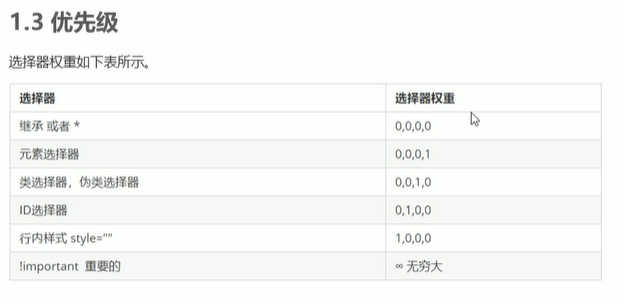 1.3 优先级
选择器权重如下表所示。
选择器 选择器权重
继承 或者 * 0,0,0,0
元素选择器 0,0,0,1
类选择器，伪类选择器 0,0,1,0
ID选择器 0,1,0,0
行内样式 style="" 1,0,0,0
!important 重要的 ∞ 无穷大